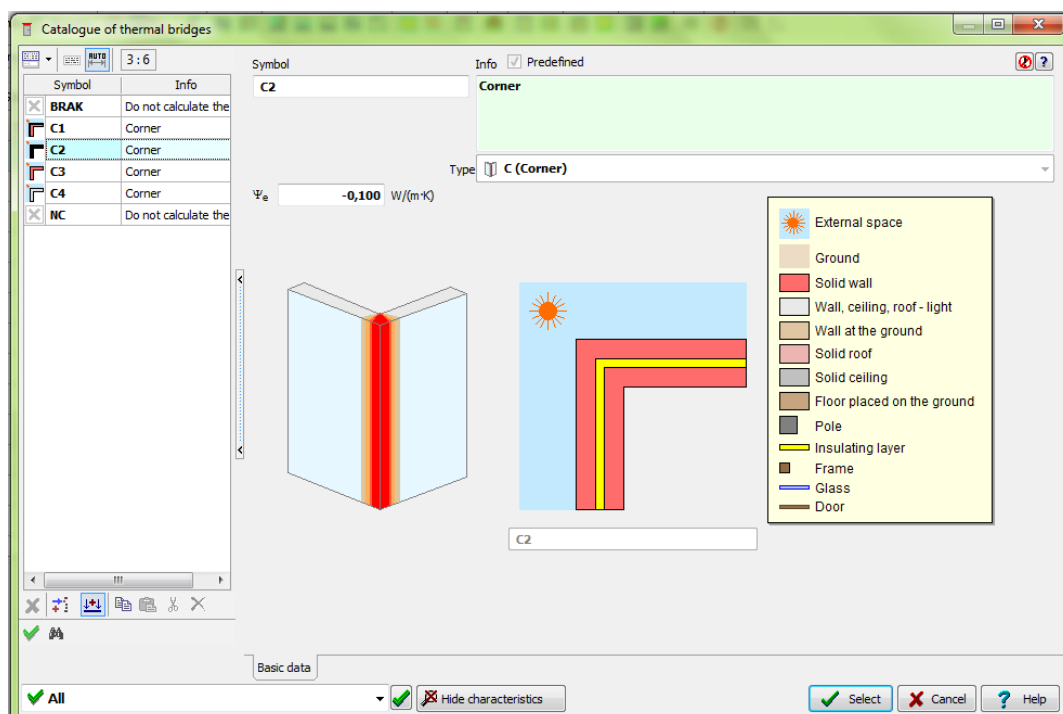 Catalogue of thermal bridges
AUTO
3:6
Symbol Info
BRAK Do not calculate the
C1 Corner
C2 Corner
C3 Corner
C4 Corner
NC Do not calculate the
Symbol
C2
Info Predefined
Corner
Type C (Corner)
Ψe -0,100 W/(m·K)
External space
Ground
Solid wall
Wall, ceiling, roof - light
Wall at the ground
Solid roof
Solid ceiling
Floor placed on the ground
Pole
Insulating layer
Frame
Glass
Door
C2
Basic data
All
Hide characteristics
Select
Cancel
? Help